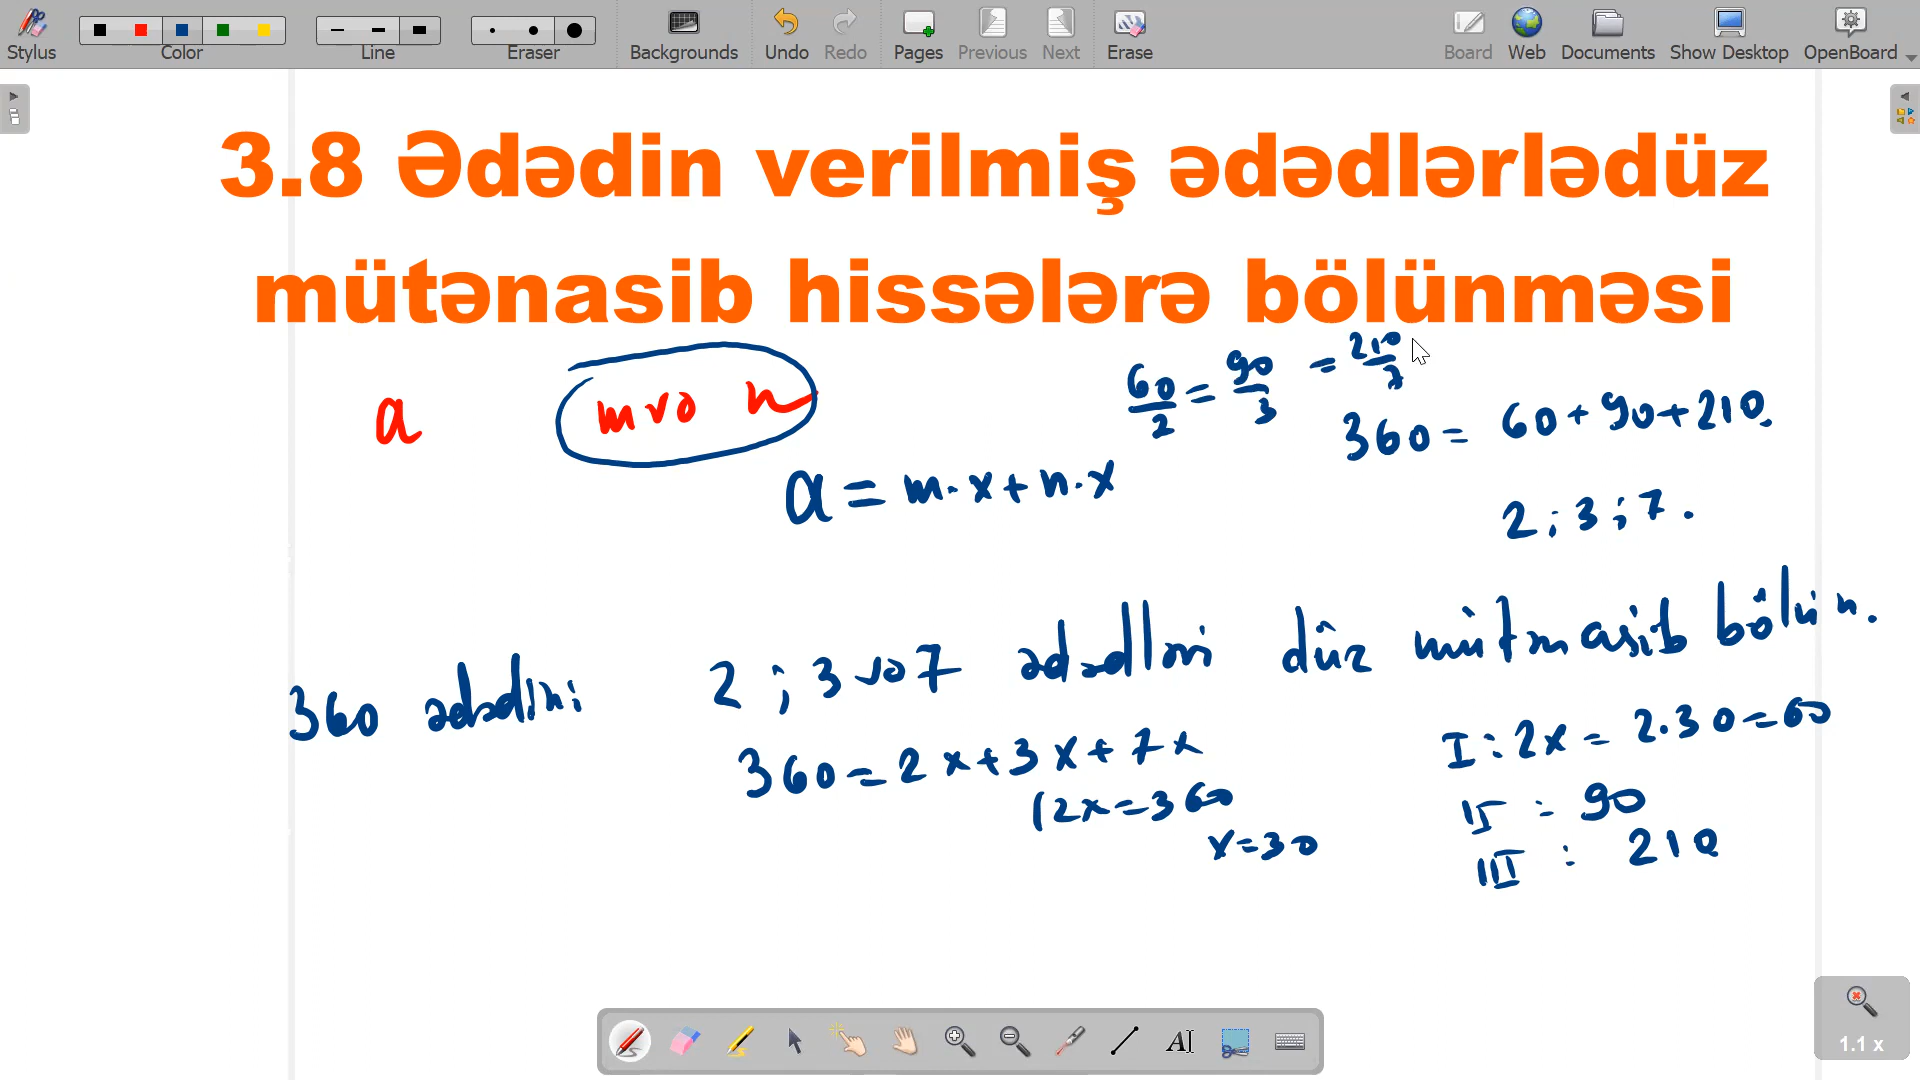 Stylus Color Line Eraser Backgrounds Undo Redo Pages Previous Next Erase Board Web Documents Show Desktop OpenBoard
3.8 Ədədin verilmiş ədədlərlədüz
mütənasib hissələrə bölünməsi
a m və n
60/2 = 90/3 = 210/7
360 = 60 + 90 + 210
a = m · x + n · x
2 ; 3 ; 7 .
360 ədədini 2 ; 3 və 7 ədədləri düz mütənasib bölün.
360 = 2x + 3x + 7x
12x = 360
x = 30
I : 2x = 2 . 30 = 60
II : 90
III : 210
1.1 x